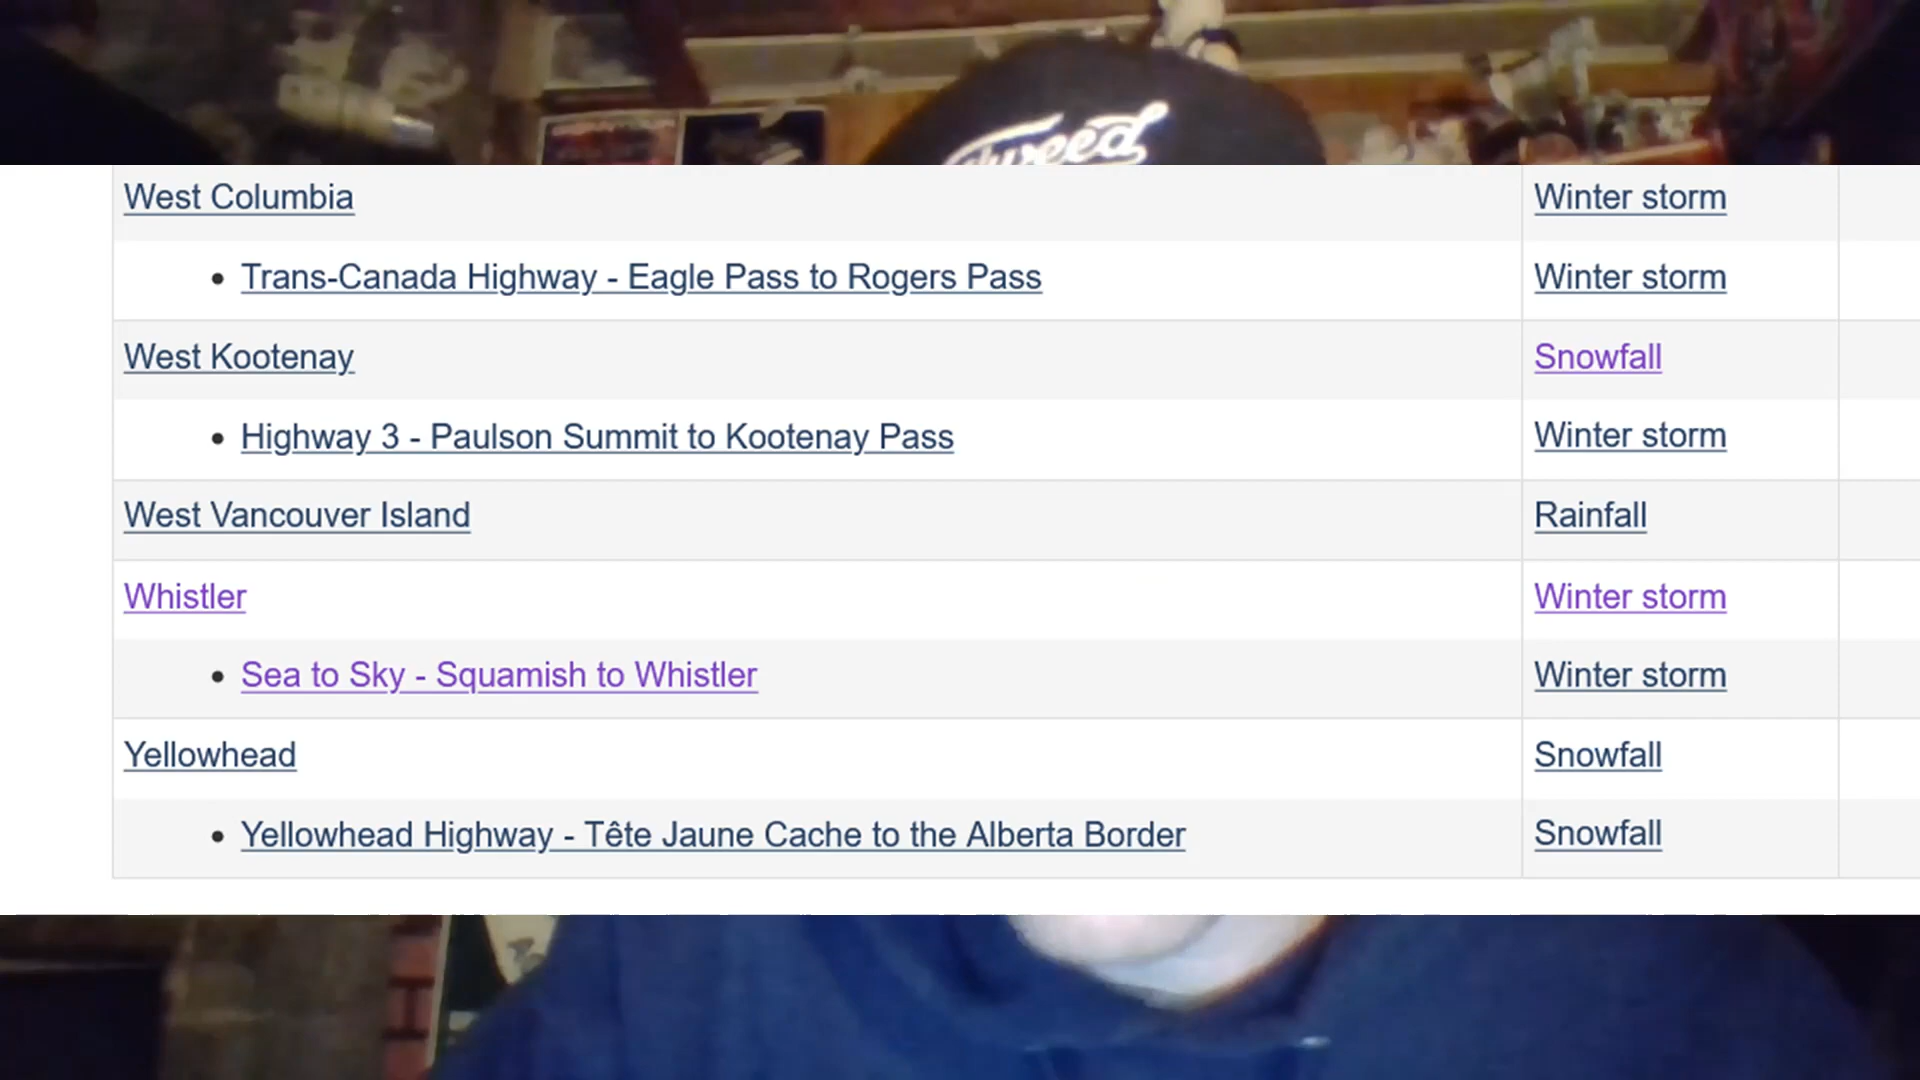 West Columbia Winter storm
Trans-Canada Highway - Eagle Pass to Rogers Pass Winter storm
West Kootenay Snowfall
Highway 3 - Paulson Summit to Kootenay Pass Winter storm
West Vancouver Island Rainfall
Whistler Winter storm
Sea to Sky - Squamish to Whistler Winter storm
Yellowhead Snowfall
Yellowhead Highway - Tête Jaune Cache to the Alberta Border Snowfall